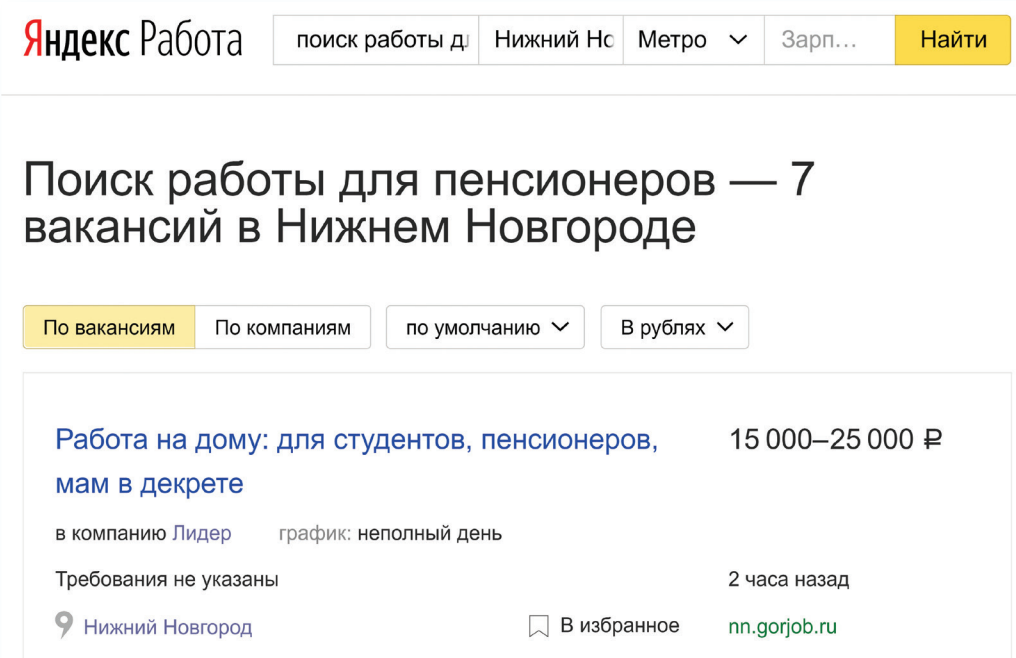 Яндекс Работа
поиск работы д
Нижний Но
Метро
Зарп...
Найти
Поиск работы для пенсионеров — 7
вакансий в Нижнем Новгороде
По вакансиям
По компаниям
по умолчанию
В рублях
Работа на дому: для студентов, пенсионеров,
мам в декрете
15 000–25 000 ₽
в компанию Лидер график: неполный день
Требования не указаны
2 часа назад
Нижний Новгород
В избранное
nn.gorjob.ru